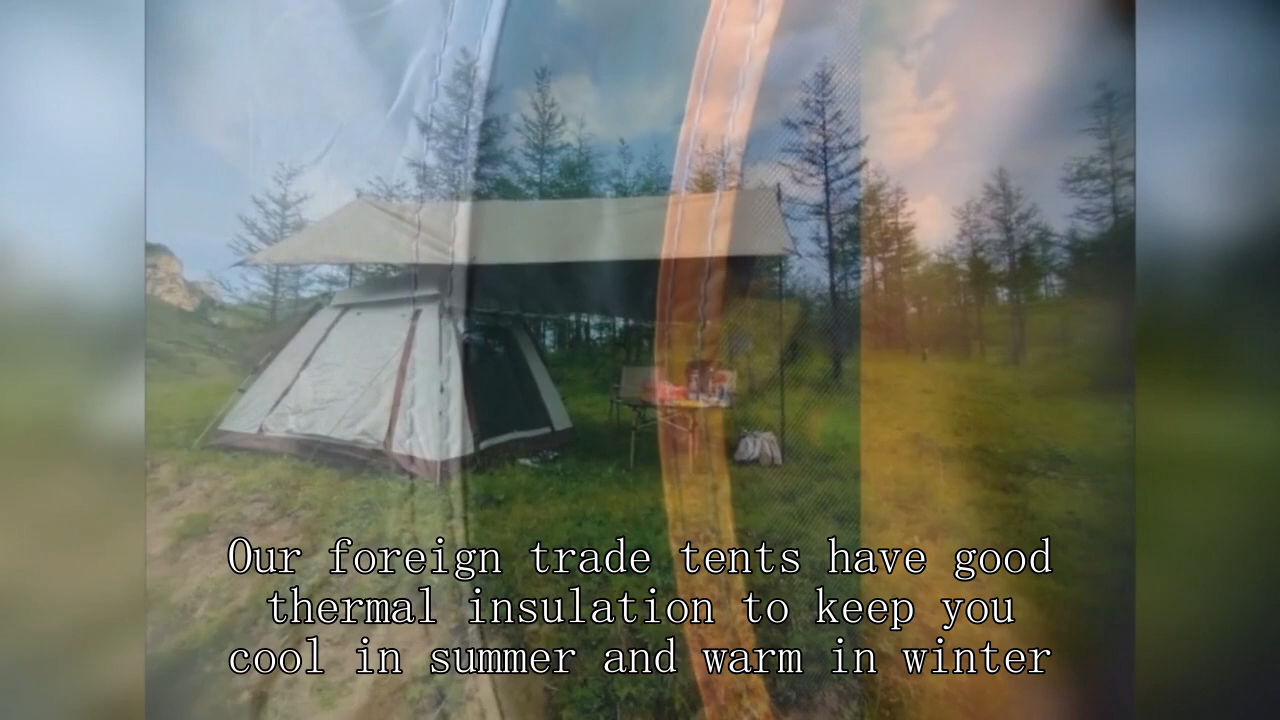 Our foreign trade tents have good
thermal insulation to keep you
cool in summer and warm in winter